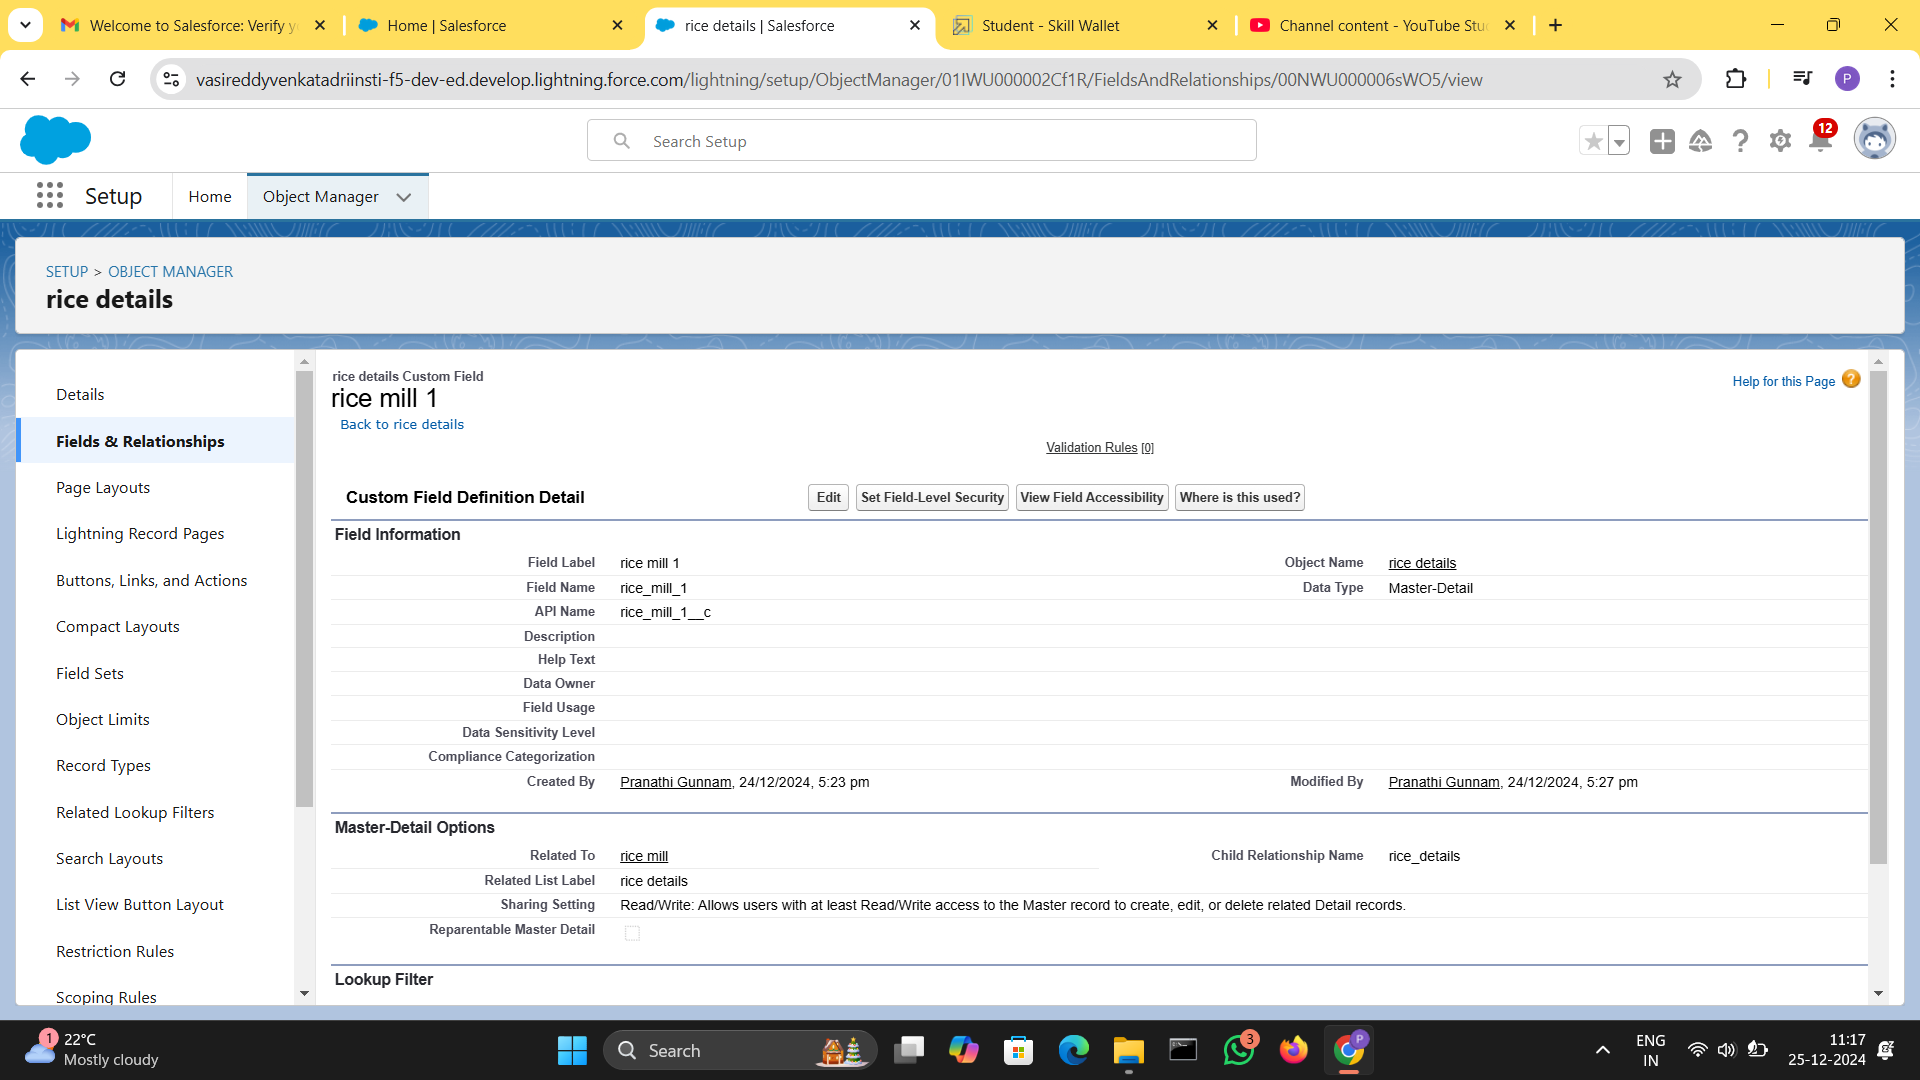 Welcome to Salesforce: Verify y
Home | Salesforce
rice details | Salesforce
Student - Skill Wallet
Channel content - YouTube Stu
vasireddyvenkatadriinsti-f5-dev-ed.develop.lightning.force.com/lightning/setup/ObjectManager/01IWU000002Cf1R/FieldsAndRelationships/00NWU000006sWO5/view
P
Search Setup
12
Setup
Home
Object Manager
SETUP > OBJECT MANAGER
rice details
Details
Fields & Relationships
Page Layouts
Lightning Record Pages
Buttons, Links, and Actions
Compact Layouts
Field Sets
Object Limits
Record Types
Related Lookup Filters
Search Layouts
List View Button Layout
Restriction Rules
Scoping Rules
rice details Custom Field
rice mill 1
Back to rice details
Help for this Page ?
Validation Rules [0]
Custom Field Definition Detail
Edit
Set Field-Level Security
View Field Accessibility
Where is this used?
Field Information
Field Label rice mill 1 Object Name rice details
Field Name rice_mill_1 Data Type Master-Detail
API Name rice_mill_1__c
Description
Help Text
Data Owner
Field Usage
Data Sensitivity Level
Compliance Categorization
Created By Pranathi Gunnam, 24/12/2024, 5:23 pm Modified By Pranathi Gunnam, 24/12/2024, 5:27 pm
Master-Detail Options
Related To rice mill Child Relationship Name rice_details
Related List Label rice details
Sharing Setting Read/Write: Allows users with at least Read/Write access to the Master record to create, edit, or delete related Detail records.
Reparentable Master Detail
Lookup Filter
1
22°C
Mostly cloudy
Search
3
P
ENG
IN
11:17
25-12-2024